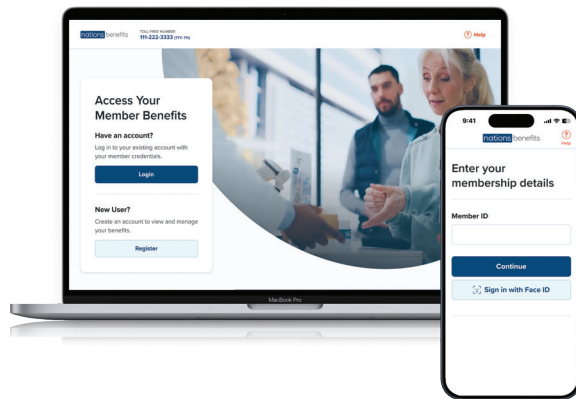 nations benefits
TOLL-FREE NUMBER
111-222-3333 (TTY: 711)
Help
Access Your
Member Benefits
Have an account?
Log in to your existing account with
your member credentials.
Login
New User?
Create an account to view and manage
your benefits.
Register
MacBook Pro
9:41
nations benefits
Help
Enter your
membership details
Member ID
Continue
Sign in with Face ID